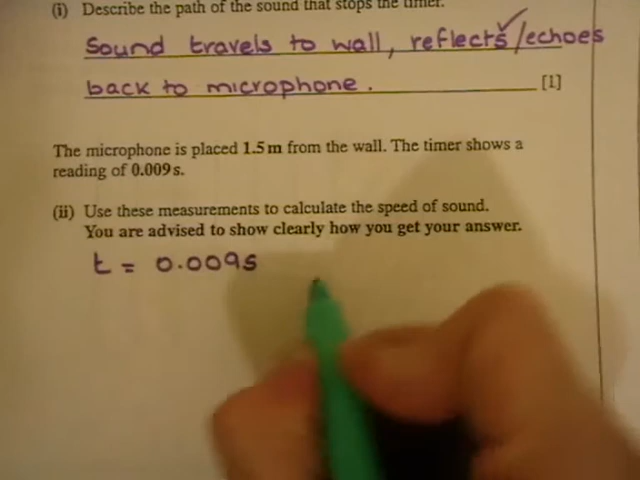 (i) Describe the path of the sound that stops the timer.
Sound travels to wall, reflects/echoes
back to microphone. [1]
The microphone is placed 1.5 m from the wall. The timer shows a
reading of 0.009 s.
(ii) Use these measurements to calculate the speed of sound.
You are advised to show clearly how you get your answer.
t = 0.009s